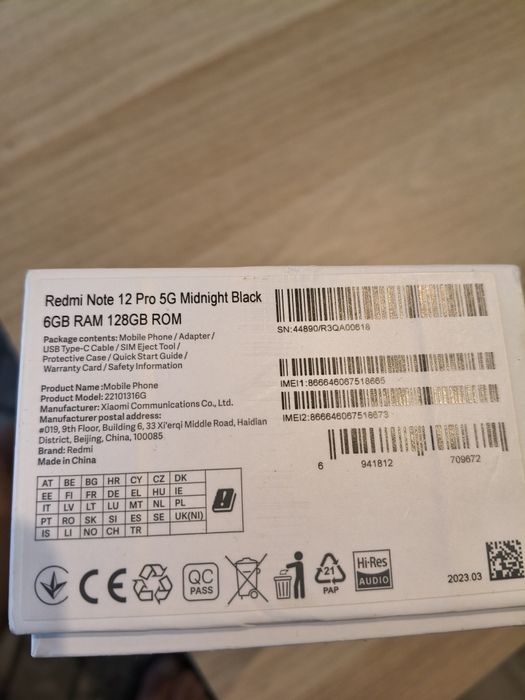 Redmi Note 12 Pro 5G Midnight Black
6GB RAM 128GB ROM
Package contents: Mobile Phone / Adapter /
USB Type-C Cable / SIM Eject Tool /
Protective Case / Quick Start Guide /
Warranty Card / Safety Information
Product Name :Mobile Phone
Product Model: 22101316G
Manufacturer: Xiaomi Communications Co., Ltd.
Manufacturer postal address:
#019, 9th Floor, Building 6, 33 Xi'erqi Middle Road, Haidian
District, Beijing, China, 100085
Brand: Redmi
Made in China
SN:44890/R3QA00618
IMEI1:866646067518665
IMEI2:866646067518673
6 941812 709672
AT BE BG HR CY CZ DK
EE FI FR DE EL HU IE
IT LV LT LU MT NL PL
PT RO SK SI ES SE UK(NI)
IS LI NO CH TR
CE
QC
PASS
21
PAP
Hi-Res
AUDIO
2023.03